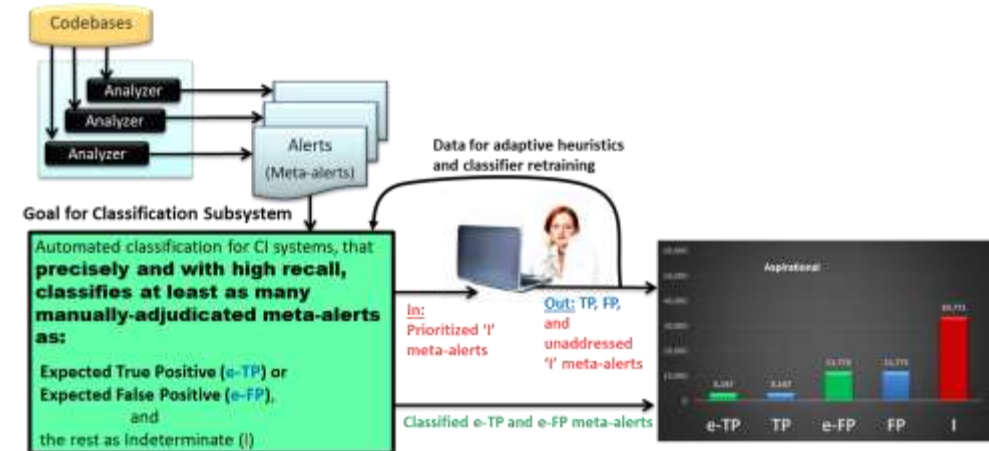 Codebases
Analyzer
Analyzer
Analyzer
Alerts
(Meta-alerts)
Data for adaptive heuristics
and classifier retraining
Goal for Classification Subsystem
Automated classification for CI systems, that
precisely and with high recall,
classifies at least as many
manually-adjudicated meta-alerts
as:
Expected True Positive (e-TP) or
Expected False Positive (e-FP),
and
the rest as Indeterminate (I)
In:
Prioritized 'I'
meta-alerts
Out: TP, FP,
and
unaddressed
'I' meta-alerts
Classified e-TP and e-FP meta-alerts
Aspirational
e-TP
TP
e-FP
FP
I